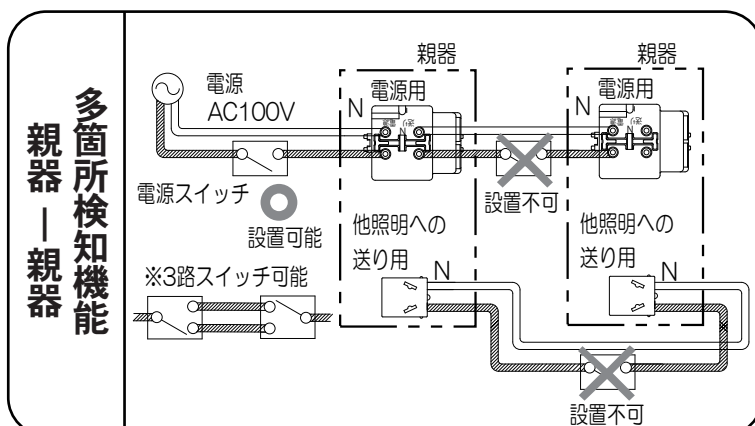 多箇所検知機能
親器ー親器
電源
AC100V
電源スイッチ
設置可能
※3路スイッチ可能
親器
N
電源用
N
他照明への
送り用
N
設置不可
親器
N
電源用
N
他照明への
送り用
N
設置不可